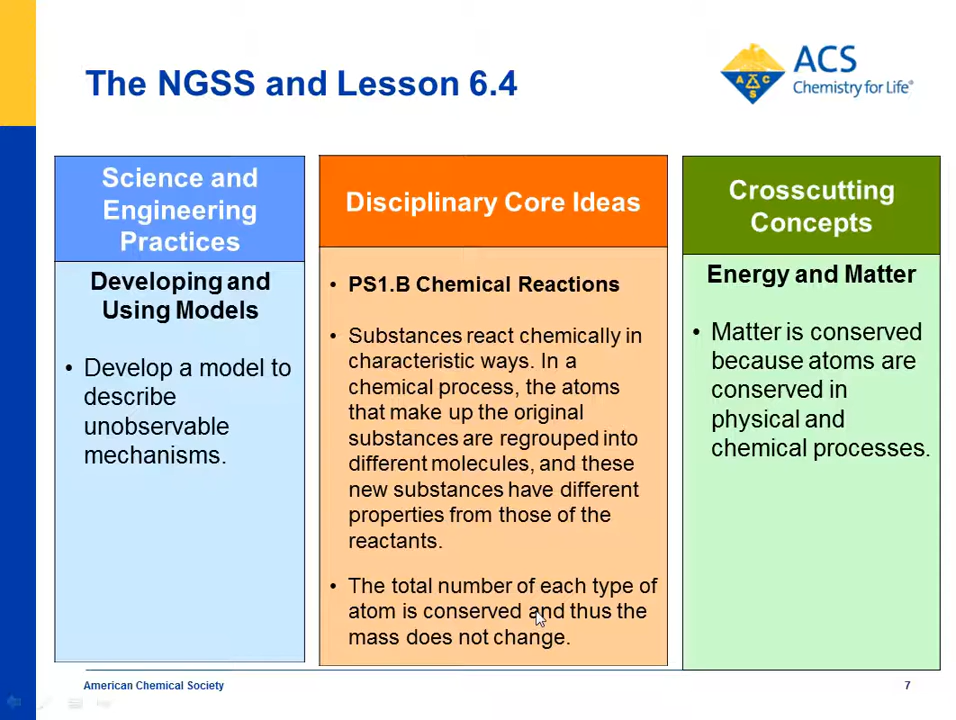 The NGSS and Lesson 6.4
A C S
S
ACS
Chemistry for Life®
Science and
Engineering
Practices
Developing and
Using Models
• Develop a model to
describe
unobservable
mechanisms.
Disciplinary Core Ideas
• PS1.B Chemical Reactions
• Substances react chemically in
characteristic ways. In a
chemical process, the atoms
that make up the original
substances are regrouped into
different molecules, and these
new substances have different
properties from those of the
reactants.
• The total number of each type of
atom is conserved and thus the
mass does not change.
Crosscutting
Concepts
Energy and Matter
• Matter is conserved
because atoms are
conserved in
physical and
chemical processes.
American Chemical Society
7